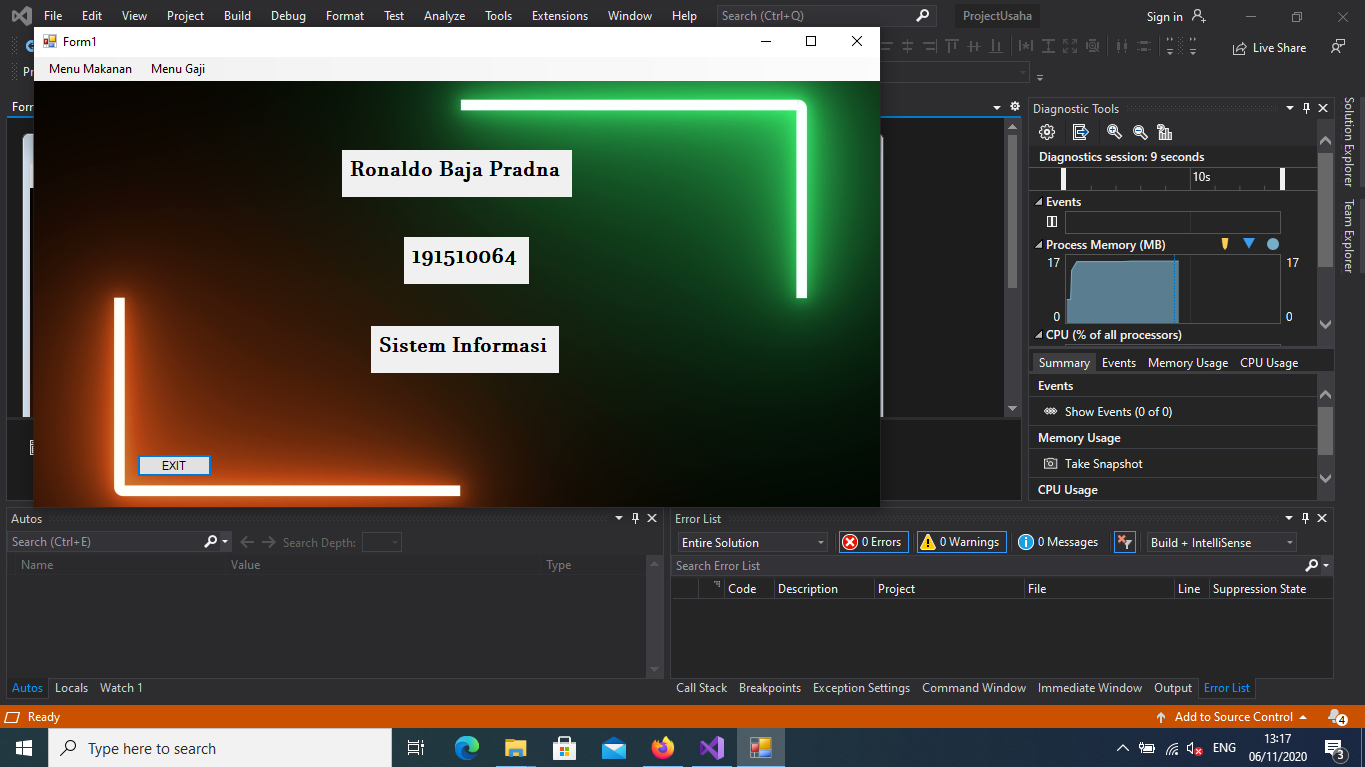 File Edit View Project Build Debug Format Test Analyze Tools Extensions Window Help Search (Ctrl+Q) ProjectUsaha Sign in
Form1
Live Share
Menu Makanan Menu Gaji
Ronaldo Baja Pradna
191510064
Sistem Informasi
EXIT
Diagnostic Tools
Diagnostics session: 9 seconds
10s
Events
Process Memory (MB)
17 17
0 0
CPU (% of all processors)
Summary Events Memory Usage CPU Usage
Events
Show Events (0 of 0)
Memory Usage
Take Snapshot
CPU Usage
Solution Explorer
Team Explorer
Autos
Search (Ctrl+E) Search Depth:
Name Value Type
Autos Locals Watch 1
Error List
Entire Solution 0 Errors 0 Warnings 0 Messages Build + IntelliSense
Search Error List
Code Description Project File Line Suppression State
Call Stack Breakpoints Exception Settings Command Window Immediate Window Output Error List
Ready Add to Source Control 4
Type here to search
ENG
13:17
06/11/2020
3